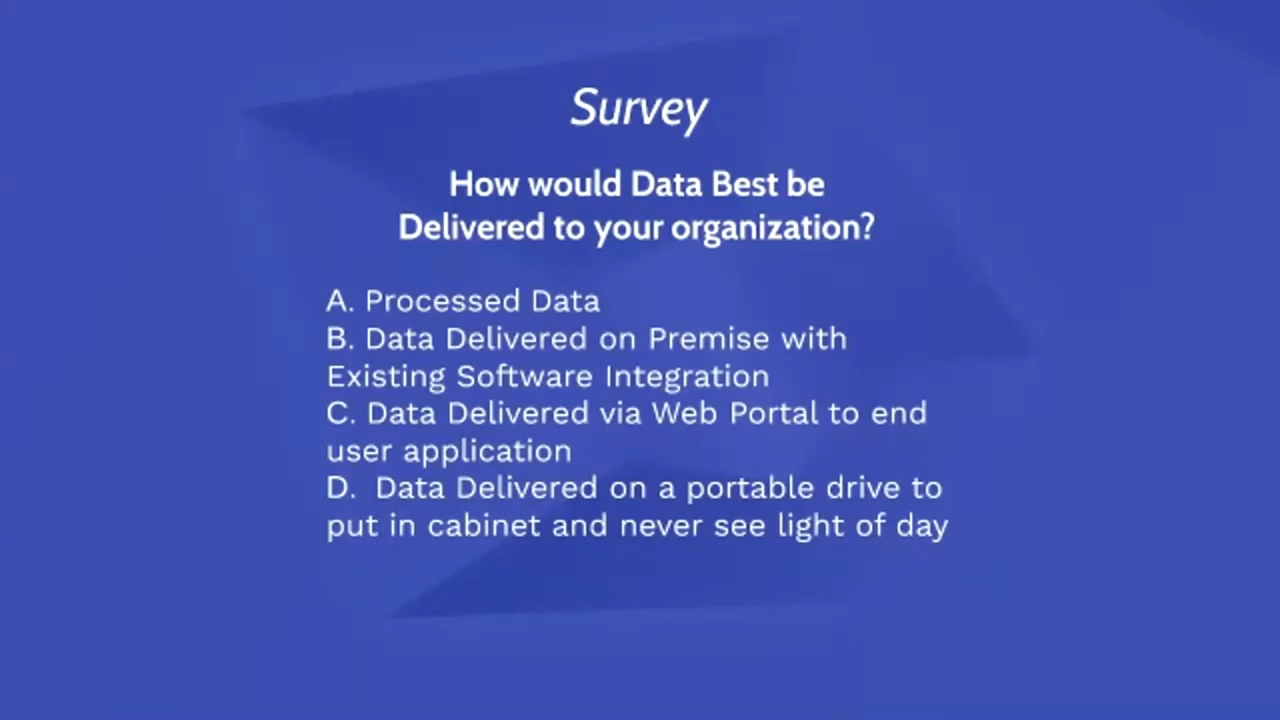 Survey
How would Data Best be
Delivered to your organization?
A. Processed Data
B. Data Delivered on Premise with
Existing Software Integration
C. Data Delivered via Web Portal to end
user application
D.  Data Delivered on a portable drive to
put in cabinet and never see light of day